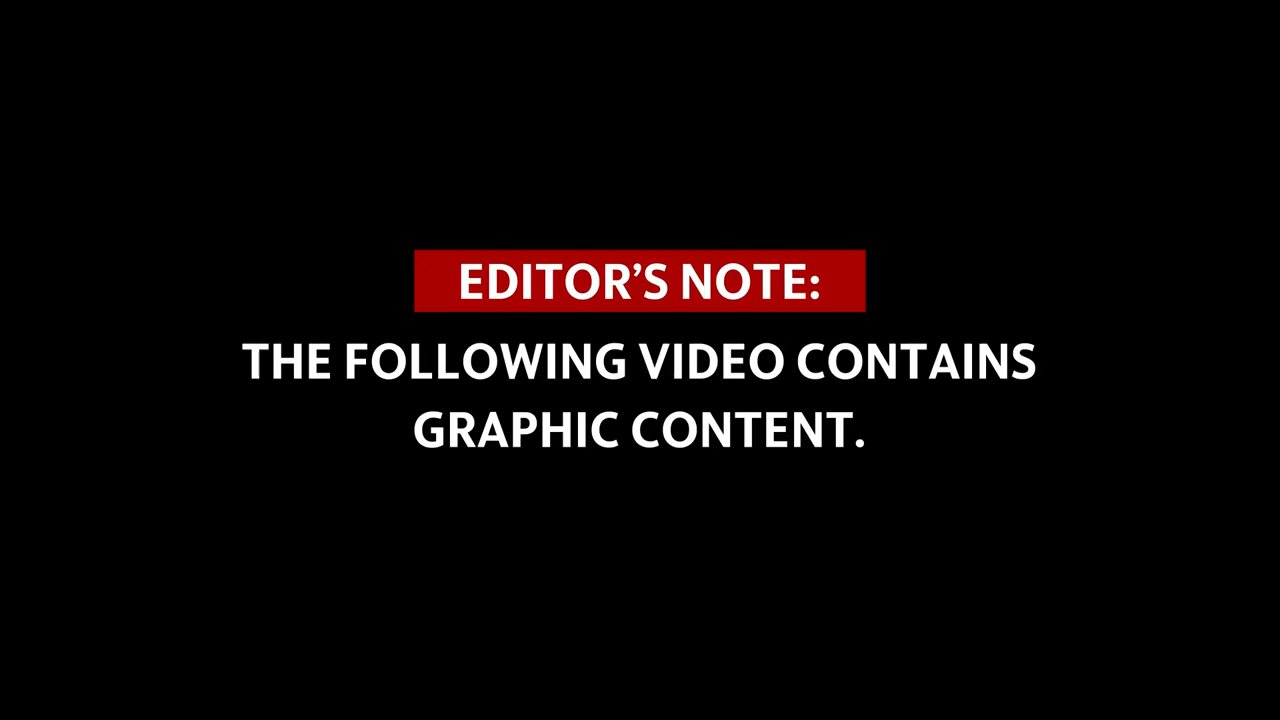 EDITOR’S NOTE:
THE FOLLOWING VIDEO CONTAINS
GRAPHIC CONTENT.